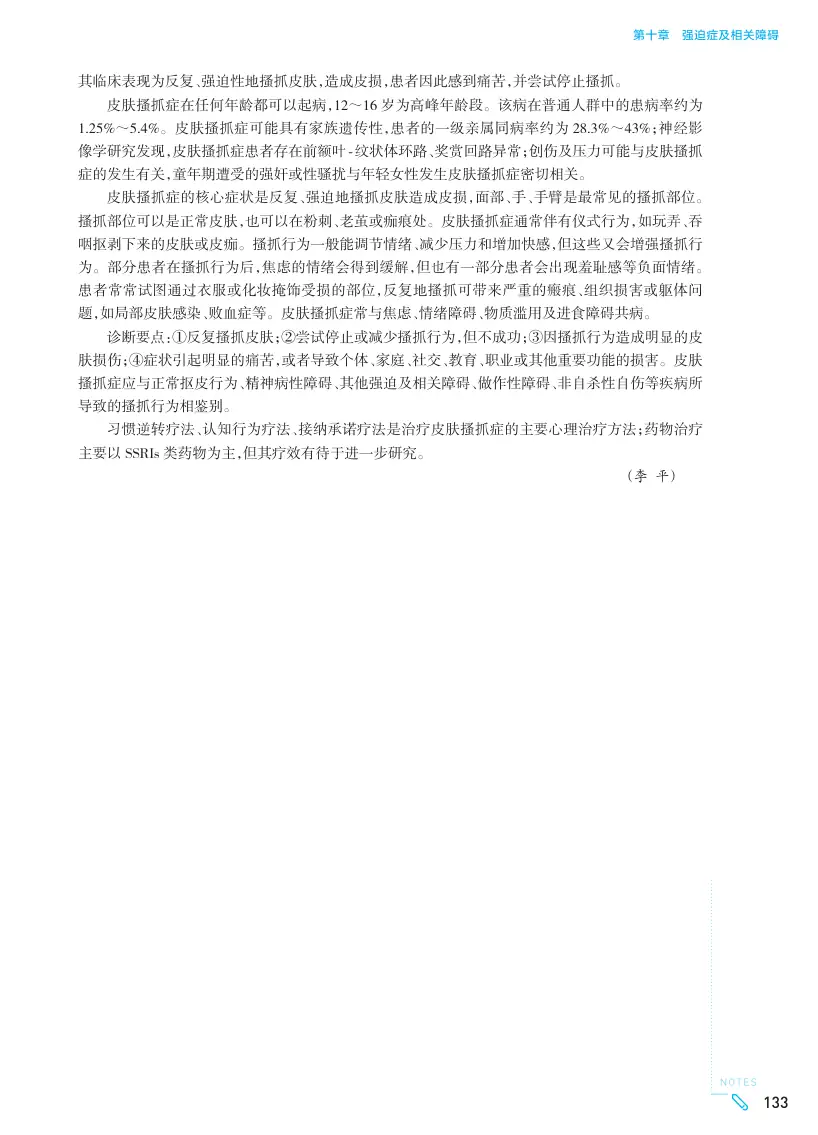 第十章　强迫症及相关障碍
其临床表现为反复、强迫性地搔抓皮肤，造成皮损，患者因此感到痛苦，并尝试停止搔抓。
皮肤搔抓症在任何年龄都可以起病，12～16 岁为高峰年龄段。该病在普通人群中的患病率约为
1.25%～5.4%。皮肤搔抓症可能具有家族遗传性，患者的一级亲属同病率约为 28.3%～43%；神经影
像学研究发现，皮肤搔抓症患者存在前额叶-纹状体环路、奖赏回路异常；创伤及压力可能与皮肤搔抓
症的发生有关，童年期遭受的强奸或性骚扰与年轻女性发生皮肤搔抓症密切相关。
皮肤搔抓症的核心症状是反复、强迫地搔抓皮肤造成皮损，面部、手、手臂是最常见的搔抓部位。
搔抓部位可以是正常皮肤，也可以在粉刺、老茧或痂痕处。皮肤搔抓症通常伴有仪式行为，如玩弄、吞
咽抠剥下来的皮肤或皮痂。搔抓行为一般能调节情绪、减少压力和增加快感，但这些又会增强搔抓行
为。部分患者在搔抓行为后，焦虑的情绪会得到缓解，但也有一部分患者会出现羞耻感等负面情绪。
患者常常试图通过衣服或化妆掩饰受损的部位，反复地搔抓可带来严重的瘢痕、组织损害或躯体问
题，如局部皮肤感染、败血症等。皮肤搔抓症常与焦虑、情绪障碍、物质滥用及进食障碍共病。
诊断要点：①反复搔抓皮肤；②尝试停止或减少搔抓行为，但不成功；③因搔抓行为造成明显的皮
肤损伤；④症状引起明显的痛苦，或者导致个体、家庭、社交、教育、职业或其他重要功能的损害。皮肤
搔抓症应与正常抠皮行为、精神病性障碍、其他强迫及相关障碍、做作性障碍、非自杀性自伤等疾病所
导致的搔抓行为相鉴别。
习惯逆转疗法、认知行为疗法、接纳承诺疗法是治疗皮肤搔抓症的主要心理治疗方法；药物治疗
主要以 SSRIs 类药物为主，但其疗效有待于进一步研究。
（李 平）
NOTES
133